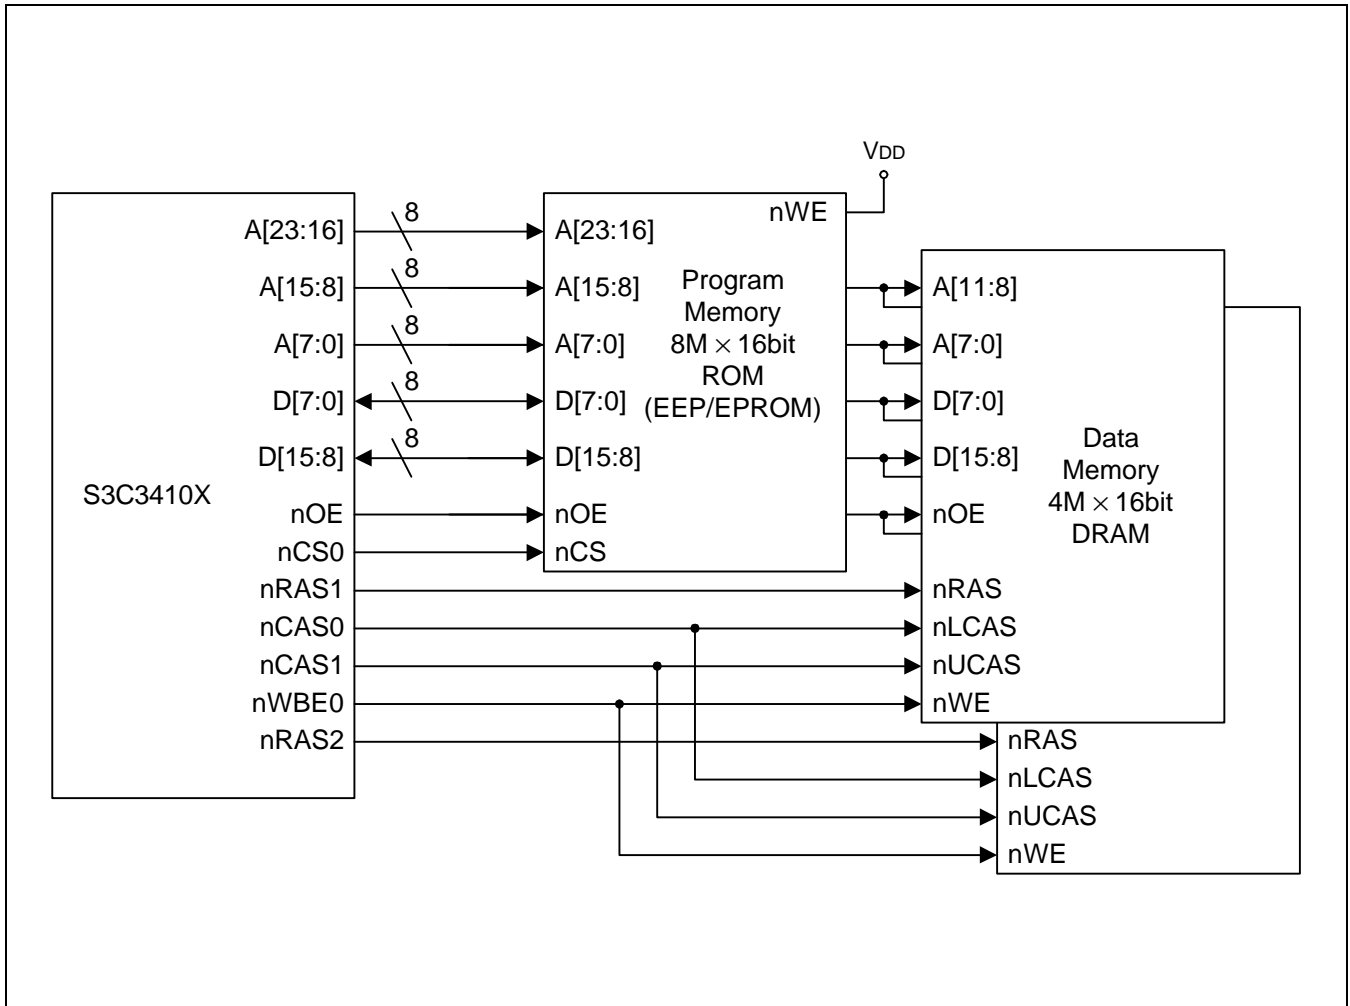 VDD
S3C3410X
A[23:16]
A[15:8]
A[7:0]
D[7:0]
D[15:8]
nOE
nCS0
nRAS1
nCAS0
nCAS1
nWBE0
nRAS2
8
8
8
8
8
nWE
A[23:16]
A[15:8]
A[7:0]
D[7:0]
D[15:8]
nOE
nCS
Program
Memory
8M × 16bit
ROM
(EEP/EPROM)
A[11:8]
A[7:0]
D[7:0]
D[15:8]
nOE
nRAS
nLCAS
nUCAS
nWE
Data
Memory
4M × 16bit
DRAM
nRAS
nLCAS
nUCAS
nWE